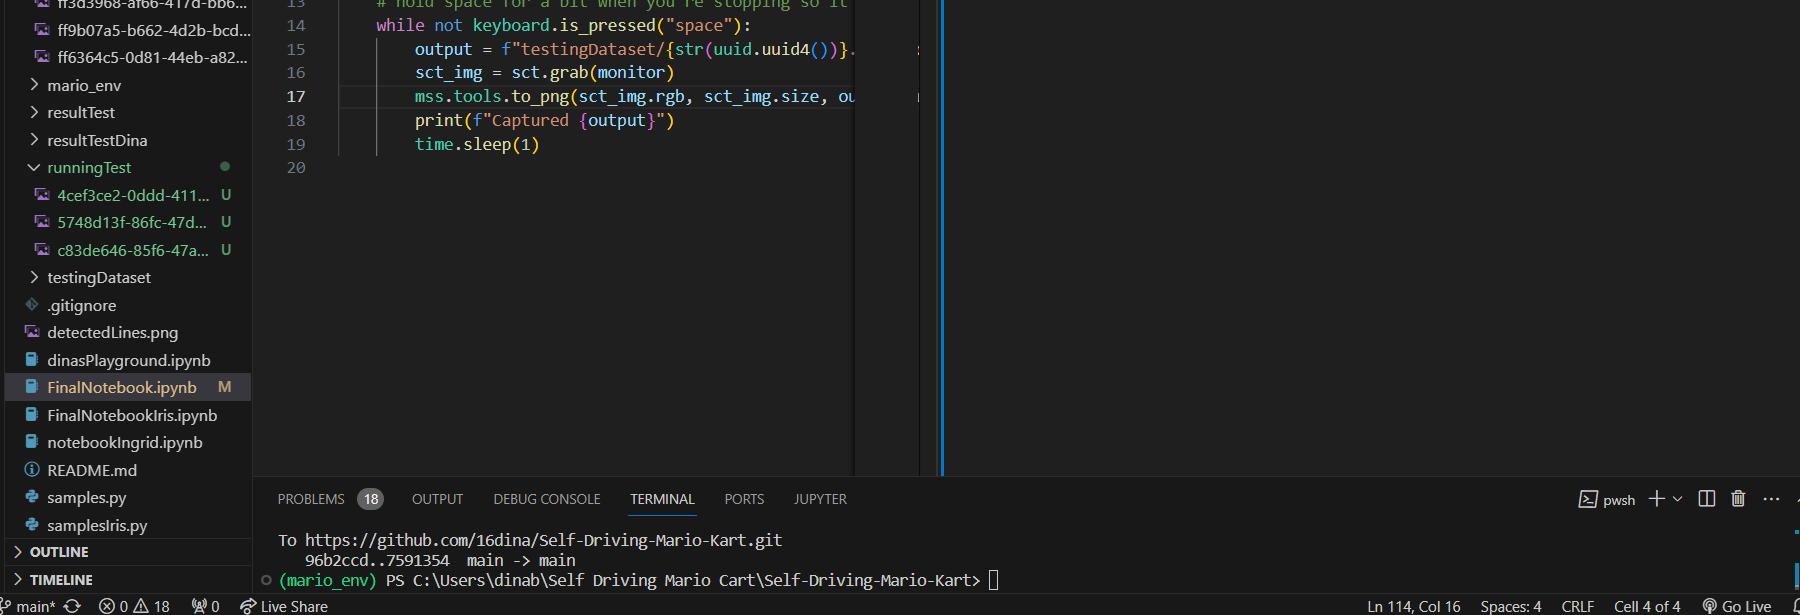 ff3d3968-af66-417d-bb6...
ff9b07a5-b662-4d2b-bcd...
ff6364c5-0d81-44eb-a82...
mario_env
resultTest
resultTestDina
runningTest
4cef3ce2-0ddd-411... U
5748d13f-86fc-47d... U
c83de646-85f6-47a... U
testingDataset
.gitignore
detectedLines.png
dinasPlayground.ipynb
FinalNotebook.ipynb M
FinalNotebookIris.ipynb
notebookIngrid.ipynb
README.md
samples.py
samplesIris.py
OUTLINE
TIMELINE
13 # hold space for a bit when you're stopping so it
14 while not keyboard.is_pressed("space"):
15 output = f"testingDataset/{str(uuid.uuid4())}.
16 sct_img = sct.grab(monitor)
17 mss.tools.to_png(sct_img.rgb, sct_img.size, ou
18 print(f"Captured {output}")
19 time.sleep(1)
20
PROBLEMS 18 OUTPUT DEBUG CONSOLE TERMINAL PORTS JUPYTER pwsh
To https://github.com/16dina/Self-Driving-Mario-Kart.git
96b2ccd..7591354 main -> main
(mario_env) PS C:\Users\dinab\Self Driving Mario Cart\Self-Driving-Mario-Kart>
main* 0 18 0 Live Share Ln 114, Col 16 Spaces: 4 CRLF Cell 4 of 4 Go Live